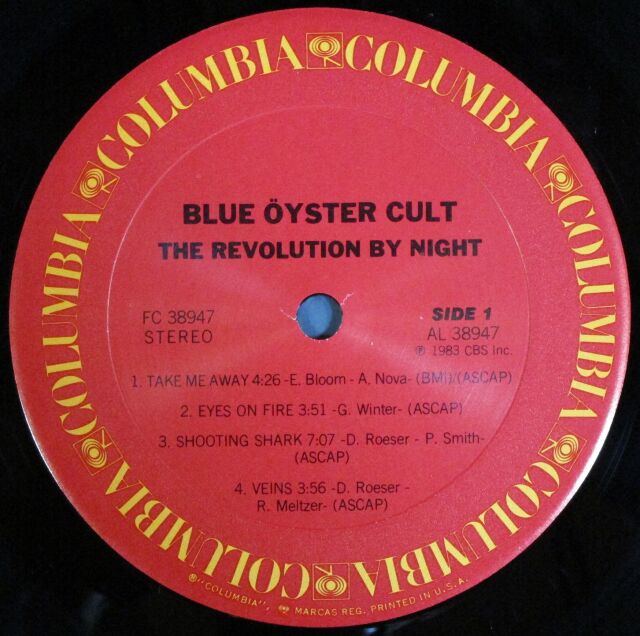 COLUMBIA COLUMBIA COLUMBIA COLUMBIA COLUMBIA COLUMBIA COLUMBIA COLUMBIA
BLUE ÖYSTER CULT
THE REVOLUTION BY NIGHT
FC 38947
STEREO
SIDE 1
AL 38947
℗ 1983 CBS Inc.
1. TAKE ME AWAY 4:26 -E. Bloom - A. Nova- (BMI)/(ASCAP)
2. EYES ON FIRE 3:51 -G. Winter- (ASCAP)
3. SHOOTING SHARK 7:07 -D. Roeser - P. Smith-
(ASCAP)
4. VEINS 3:56 -D. Roeser -
R. Meltzer- (ASCAP)
®"COLUMBIA", MARCAS REG. PRINTED IN U.S.A.